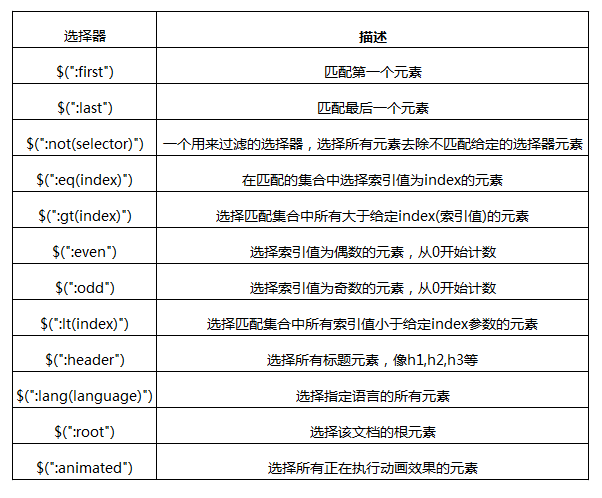 选择器 描述
$(":first") 匹配第一个元素
$(":last") 匹配最后一个元素
$(":not(selector)") 一个用来过滤的选择器，选择所有元素去除不匹配给定的选择器元素
$(":eq(index)") 在匹配的集合中选择索引值为index的元素
$(":gt(index)") 选择匹配集合中所有大于给定index(索引值)的元素
$(":even") 选择索引值为偶数的元素，从0开始计数
$(":odd") 选择索引值为奇数的元素，从0开始计数
$(":lt(index)") 选择匹配集合中所有索引值小于给定index参数的元素
$(":header") 选择所有标题元素，像h1,h2,h3等
$(":lang(language)") 选择指定语言的所有元素
$(":root") 选择该文档的根元素
$(":animated") 选择所有正在执行动画效果的元素